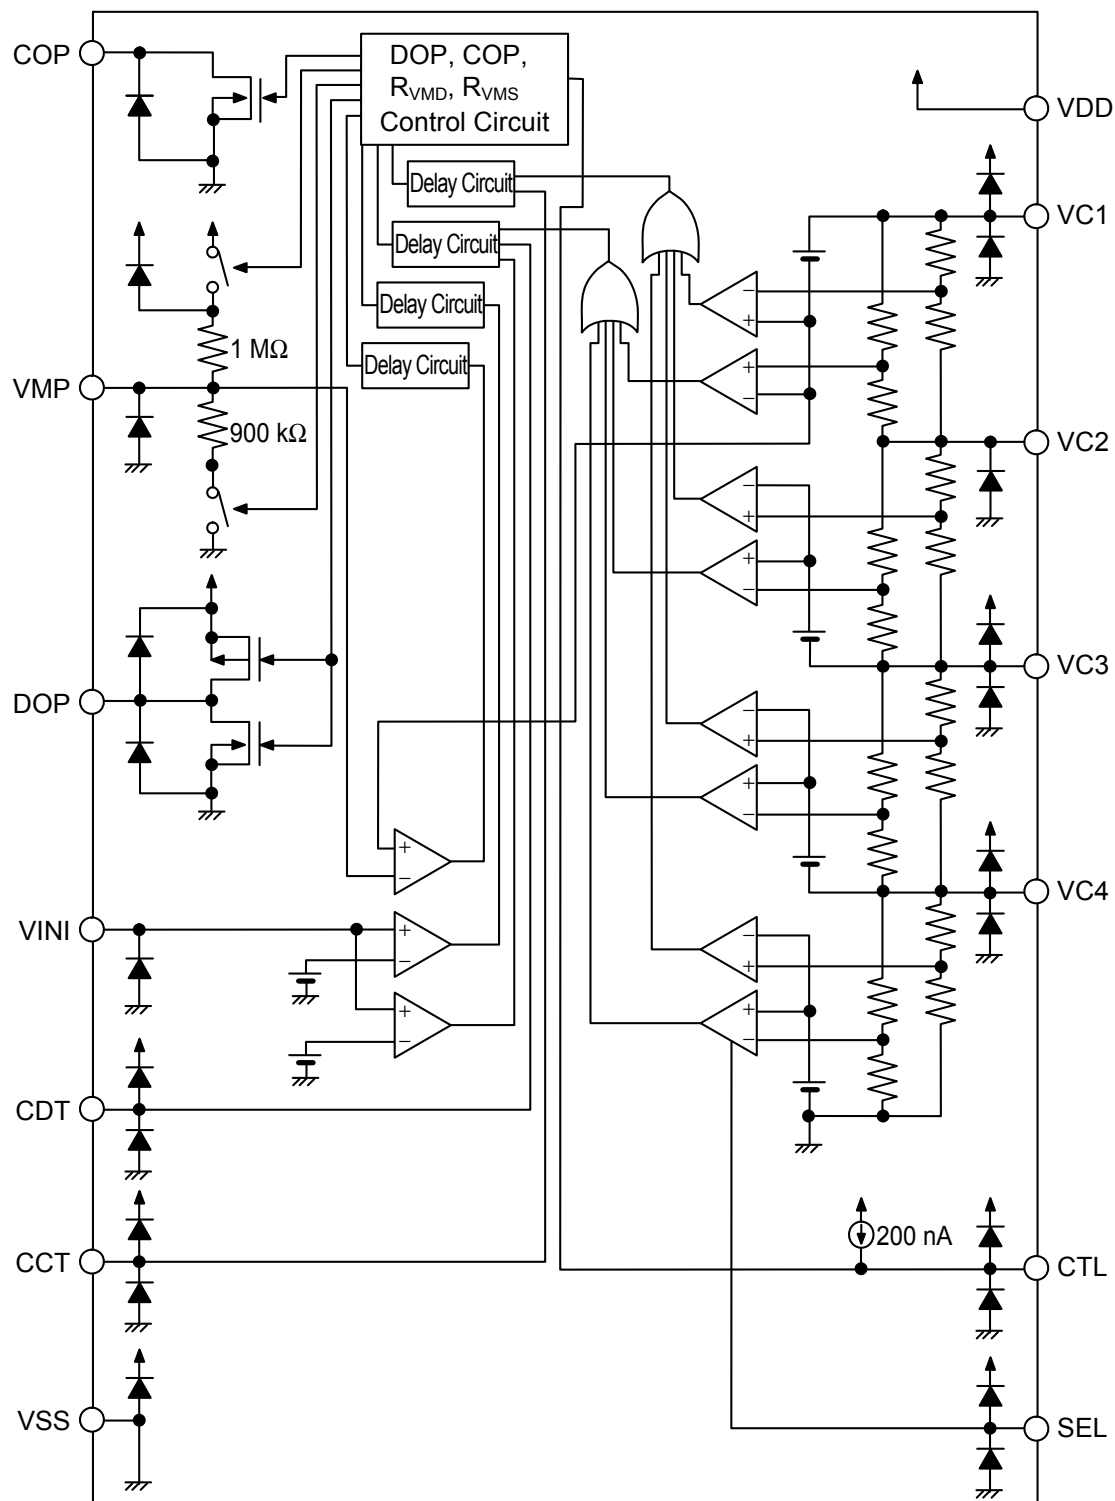 COP
DOP, COP,
RVMD, RVMS
Control Circuit
VDD
Delay Circuit
VC1
Delay Circuit
Delay Circuit
1 MΩ
Delay Circuit
VMP
900 kΩ
VC2
DOP
VC3
VINI
VC4
CDT
CCT
200 nA
CTL
VSS
SEL
+
−
+
−
+
−
−
+
+
−
−
+
+
−
−
+
+
−
−
+
+
−